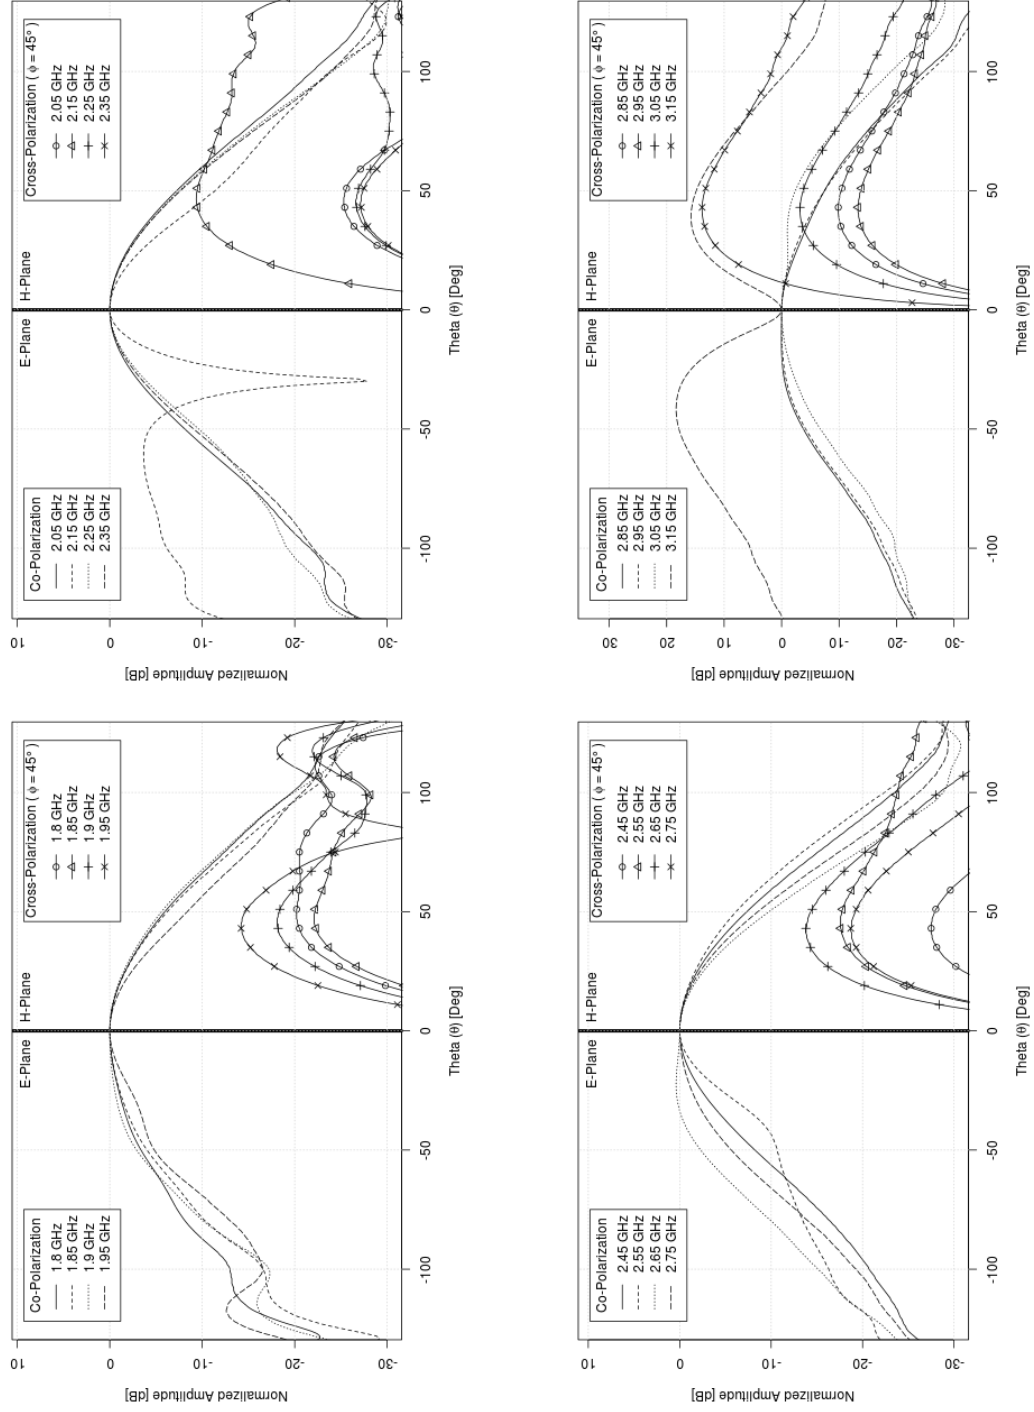 Normalized Amplitude [dB]
10
0
-10
-20
-30
E-Plane
H-Plane
Co-Polarization
1.8 GHz
1.85 GHz
1.9 GHz
1.95 GHz
Cross-Polarization ( ϕ = 45° )
1.8 GHz
1.85 GHz
1.9 GHz
1.95 GHz
-100
-50
0
50
100
Theta (θ) [Deg]
Normalized Amplitude [dB]
10
0
-10
-20
-30
E-Plane
H-Plane
Co-Polarization
2.05 GHz
2.15 GHz
2.25 GHz
2.35 GHz
Cross-Polarization ( ϕ = 45° )
2.05 GHz
2.15 GHz
2.25 GHz
2.35 GHz
-100
-50
0
50
100
Theta (θ) [Deg]
Normalized Amplitude [dB]
10
0
-10
-20
-30
E-Plane
H-Plane
Co-Polarization
2.45 GHz
2.55 GHz
2.65 GHz
2.75 GHz
Cross-Polarization ( ϕ = 45° )
2.45 GHz
2.55 GHz
2.65 GHz
2.75 GHz
-100
-50
0
50
100
Theta (θ) [Deg]
Normalized Amplitude [dB]
30
20
10
0
-10
-20
-30
E-Plane
H-Plane
Co-Polarization
2.85 GHz
2.95 GHz
3.05 GHz
3.15 GHz
Cross-Polarization ( ϕ = 45° )
2.85 GHz
2.95 GHz
3.05 GHz
3.15 GHz
-100
-50
0
50
100
Theta (θ) [Deg]